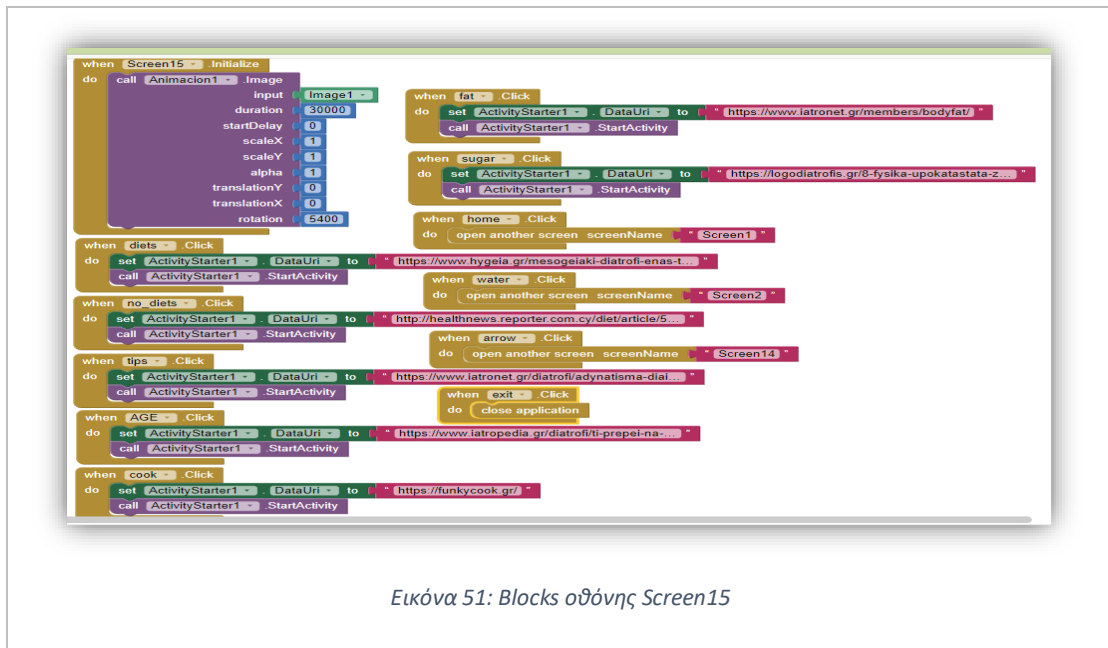 when Screen15 .Initialize
do call Animacion1 .Image
input Image1
duration 30000
startDelay 0
scaleX 1
scaleY 1
alpha 1
translationY 0
translationX 0
rotation 5400
when diets .Click
do set ActivityStarter1 . DataUri to " https://www.hygeia.gr/mesogeiaki-diatrofi-enas-t... "
call ActivityStarter1 .StartActivity
when no_diets .Click
do set ActivityStarter1 . DataUri to " http://healthnews.reporter.com.cy/diet/article/5... "
call ActivityStarter1 .StartActivity
when tips .Click
do set ActivityStarter1 . DataUri to " https://www.iatronet.gr/diatrofi/adynatisma-diai... "
call ActivityStarter1 .StartActivity
when AGE .Click
do set ActivityStarter1 . DataUri to " https://www.iatropedia.gr/diatrofi/ti-prepei-na-... "
call ActivityStarter1 .StartActivity
when cook .Click
do set ActivityStarter1 . DataUri to " https://funkycook.gr/ "
call ActivityStarter1 .StartActivity
when fat .Click
do set ActivityStarter1 . DataUri to " https://www.iatronet.gr/members/bodyfat/ "
call ActivityStarter1 .StartActivity
when sugar .Click
do set ActivityStarter1 . DataUri to " https://logodiatrofis.gr/8-fysika-upokatastata-z... "
call ActivityStarter1 .StartActivity
when home .Click
do open another screen screenName " Screen1 "
when water .Click
do open another screen screenName " Screen2 "
when arrow .Click
do open another screen screenName " Screen14 "
when exit .Click
do close application
Εικόνα 51: Blocks οθόνης Screen15